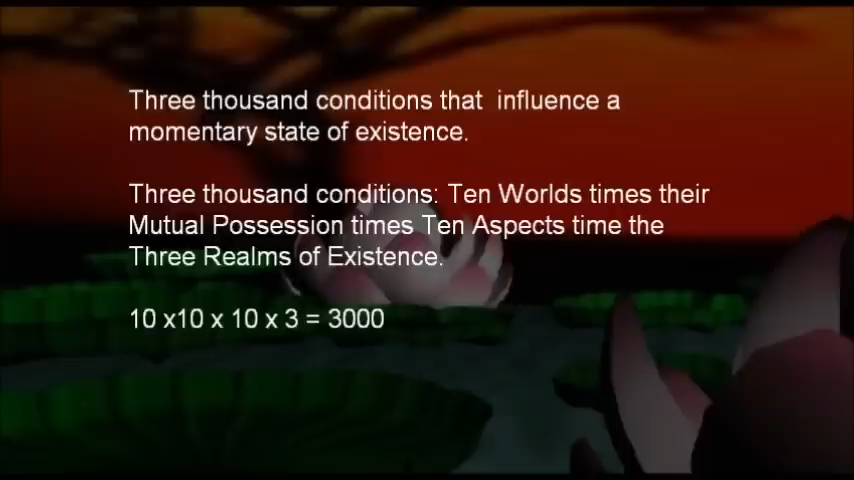 Three thousand conditions that  influence a
momentary state of existence.
Three thousand conditions: Ten Worlds times their
Mutual Possession times Ten Aspects time the
Three Realms of Existence.
10 x10 x 10 x 3 = 3000